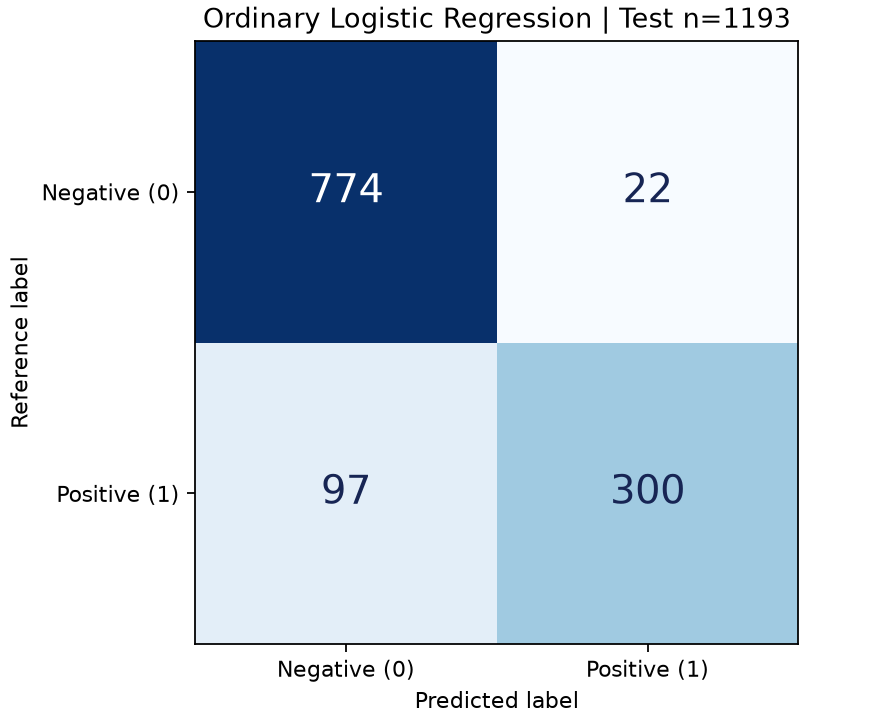 Ordinary Logistic Regression | Test n=1193
Reference label
Negative (0)
774
22
Positive (1)
97
300
Negative (0)
Positive (1)
Predicted label